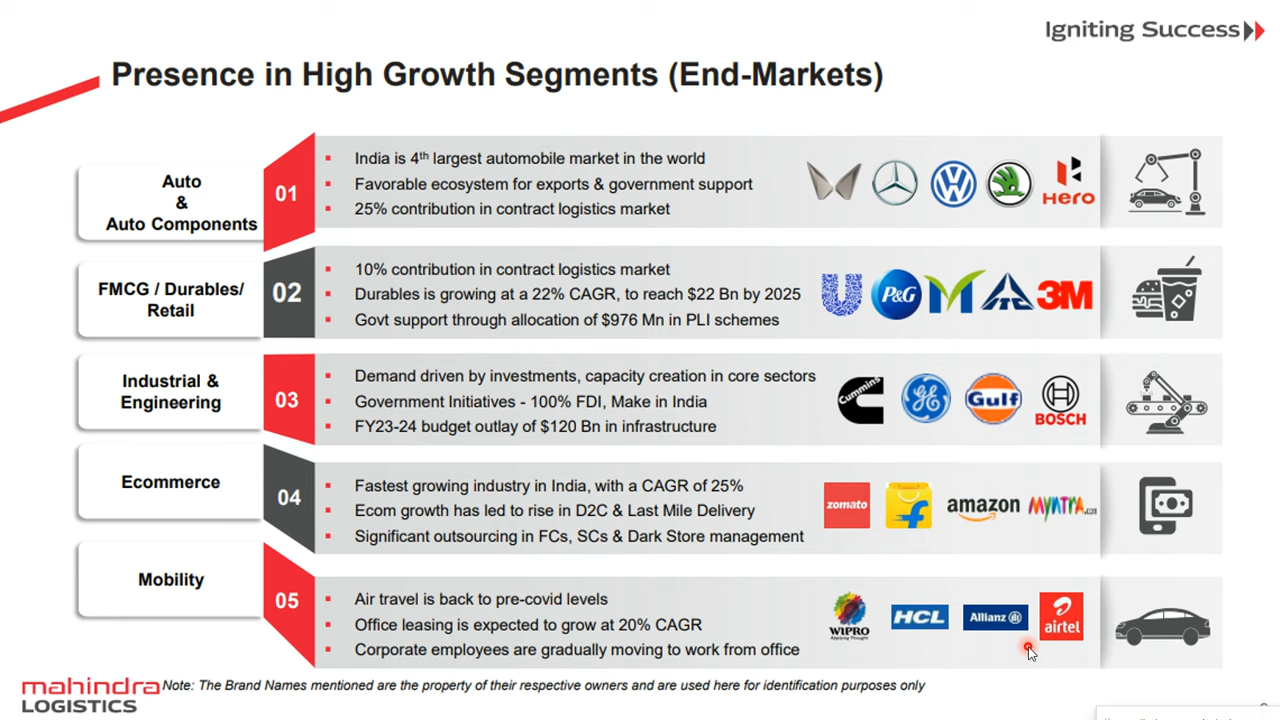 Igniting Success
Presence in High Growth Segments (End-Markets)
Auto
&
Auto Components
01
▪ India is 4th largest automobile market in the world
▪ Favorable ecosystem for exports & government support
▪ 25% contribution in contract logistics market
Hero
FMCG / Durables/
Retail
02
▪ 10% contribution in contract logistics market
▪ Durables is growing at a 22% CAGR, to reach $22 Bn by 2025
▪ Govt support through allocation of $976 Mn in PLI schemes
P&G
ITC
3M
Industrial &
Engineering
03
▪ Demand driven by investments, capacity creation in core sectors
▪ Government Initiatives - 100% FDI, Make in India
▪ FY23-24 budget outlay of $120 Bn in infrastructure
Cummins
GE
Gulf
BOSCH
Ecommerce
04
▪ Fastest growing industry in India, with a CAGR of 25%
▪ Ecom growth has led to rise in D2C & Last Mile Delivery
▪ Significant outsourcing in FCs, SCs & Dark Store management
zomato
f
amazon
Myntra.com
Mobility
05
▪ Air travel is back to pre-covid levels
▪ Office leasing is expected to grow at 20% CAGR
▪ Corporate employees are gradually moving to work from office
WIPRO
Applying Thought
HCL
Allianz
airtel
mahindra
LOGISTICS
Note: The Brand Names mentioned are the property of their respective owners and are used here for identification purposes only